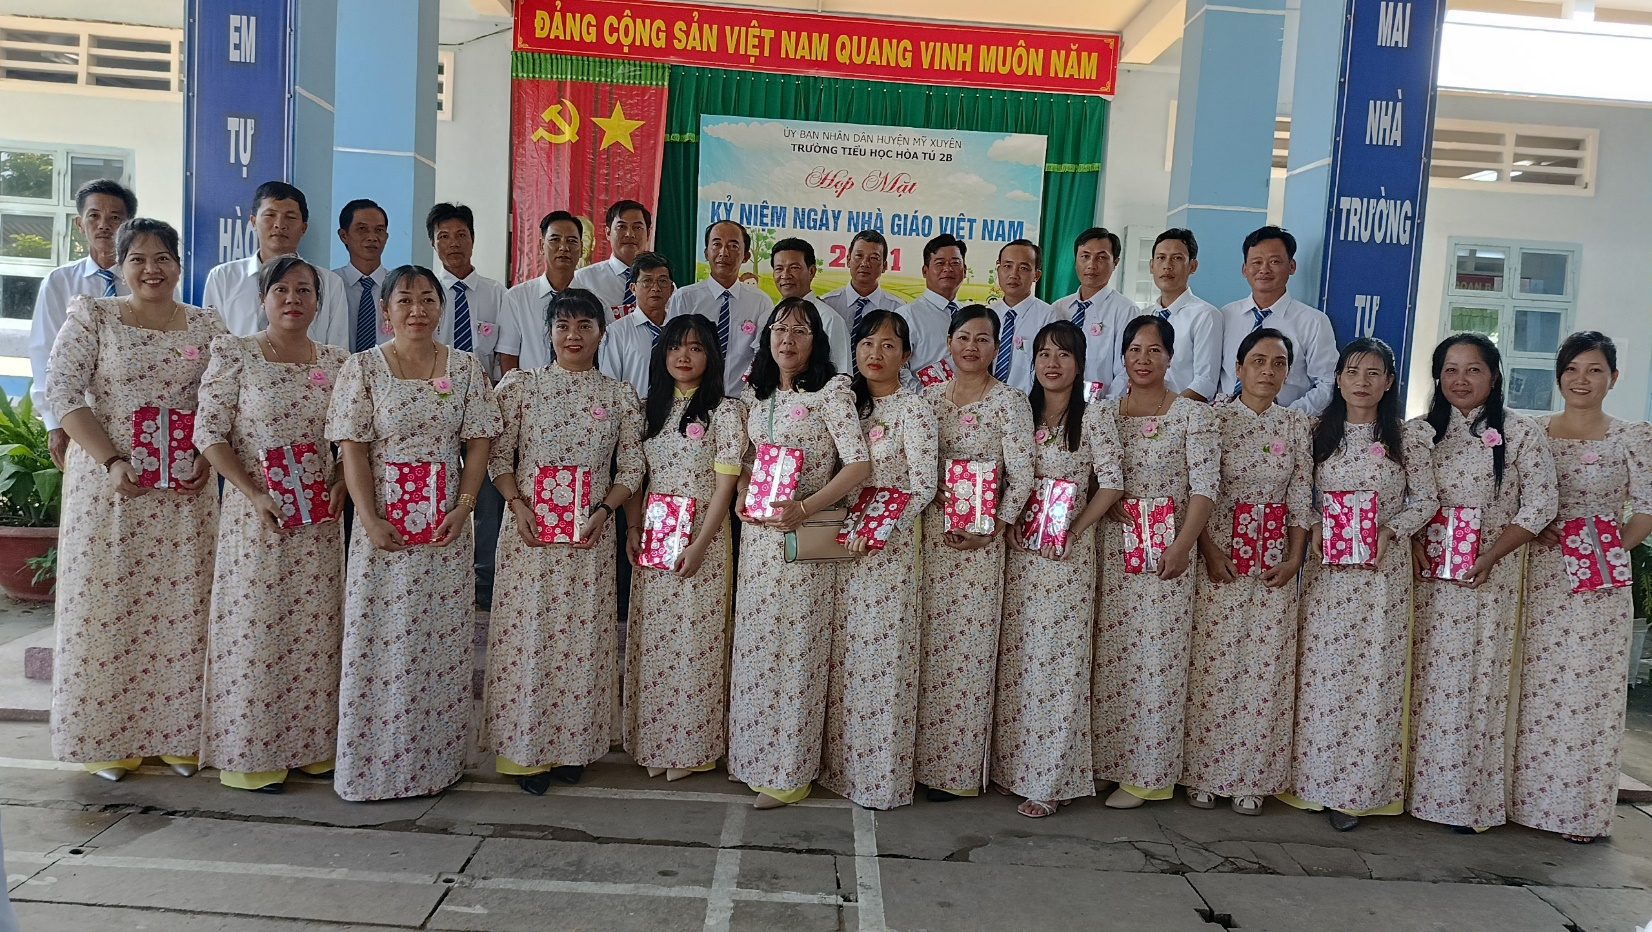 ĐẢNG CỘNG SẢN VIỆT NAM QUANG VINH MUÔN NĂM
EM
TỰ
HÀO
ỦY BAN NHÂN DÂN HUYỆN MỸ XUYÊN
TRƯỜNG TIỂU HỌC HÒA TÚ 2B
Họp Mặt
KỶ NIỆM NGÀY NHÀ GIÁO VIỆT NAM
MAI
NHÀ
TRƯỜNG
TỰ